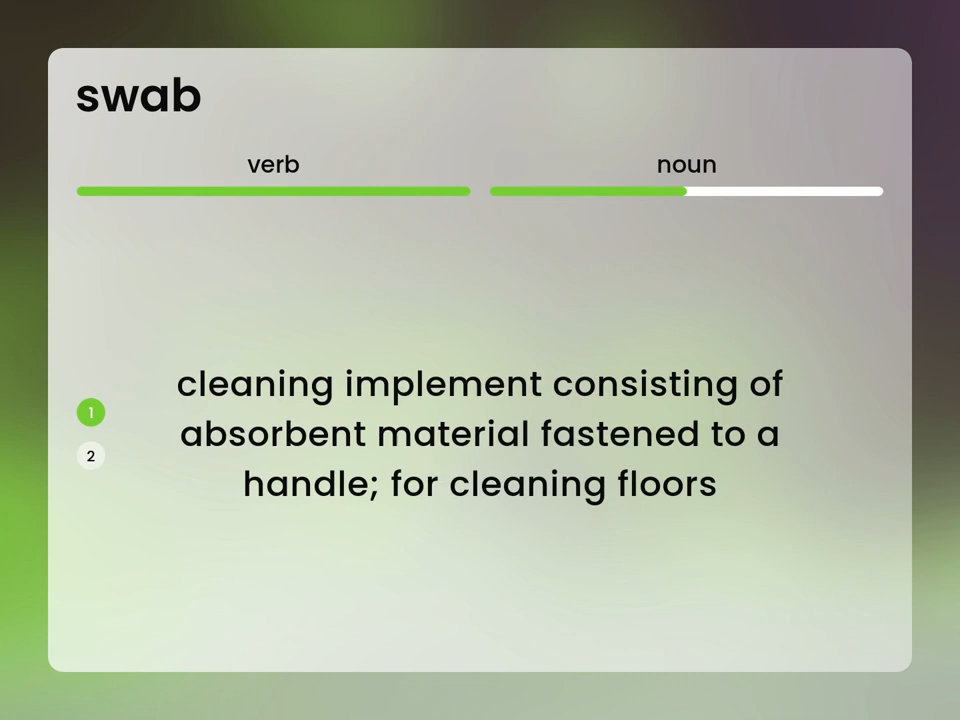 swab
verb
noun
cleaning implement consisting of
absorbent material fastened to a
handle; for cleaning floors
1
2